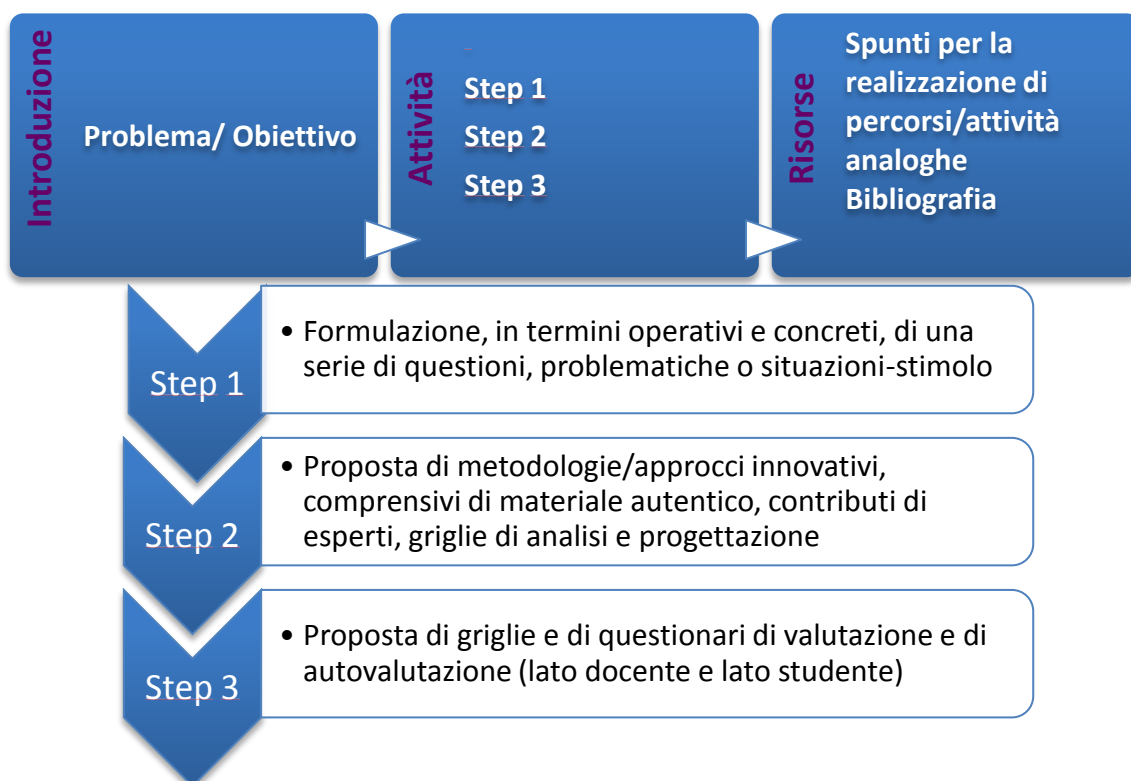 Introduzione
Problema/ Obiettivo
Attività
Step 1
Step 2
Step 3
Risorse
Spunti per la
realizzazione di
percorsi/attività
analoghe
Bibliografia
Step 1
• Formulazione, in termini operativi e concreti, di una
serie di questioni, problematiche o situazioni-stimolo
Step 2
• Proposta di metodologie/approcci innovativi,
comprensivi di materiale autentico, contributi di
esperti, griglie di analisi e progettazione
Step 3
• Proposta di griglie e di questionari di valutazione e di
autovalutazione (lato docente e lato studente)